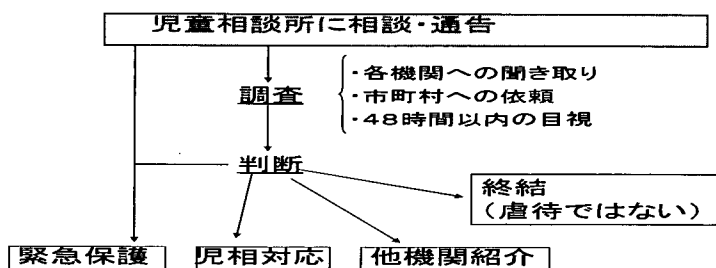 児童相談所に相談・通告
・各機関への聞き取り
調査
・市町村への依頼
・48時間以内の目視
判断
終結
(虐待ではない)
緊急保護
児相対応
他機関紹介